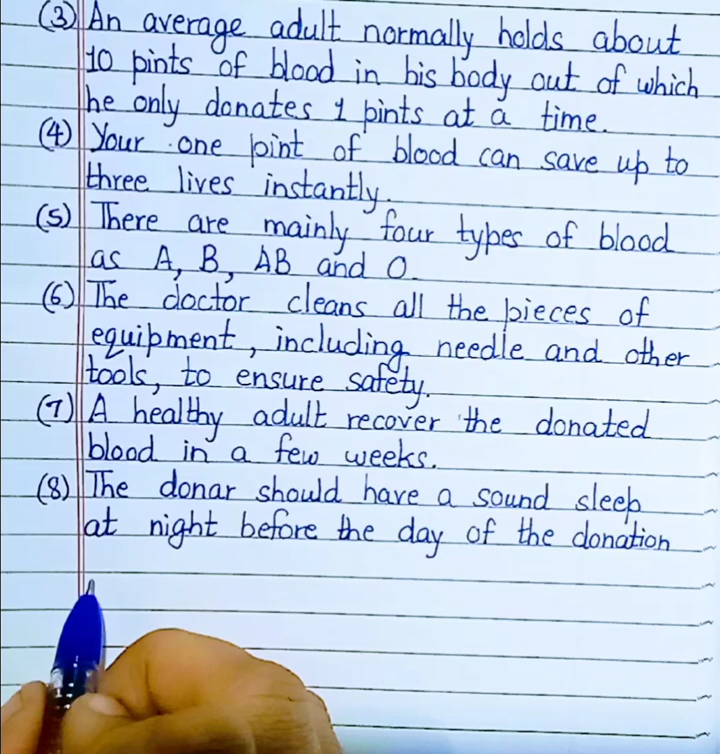 (3) An average adult normally holds about
10 pints of blood in his body out of which
he only donates 1 pints at a time.
(4) Your one point of blood can save up to
three lives instantly.
(5) There are mainly four types of blood
as A, B, AB and O.
(6) The doctor cleans all the pieces of
equipment, including needle and other
tools, to ensure safety.
(7) A healthy adult recover the donated
blood in a few weeks.
(8) The donar should have a sound sleep
at night before the day of the donation